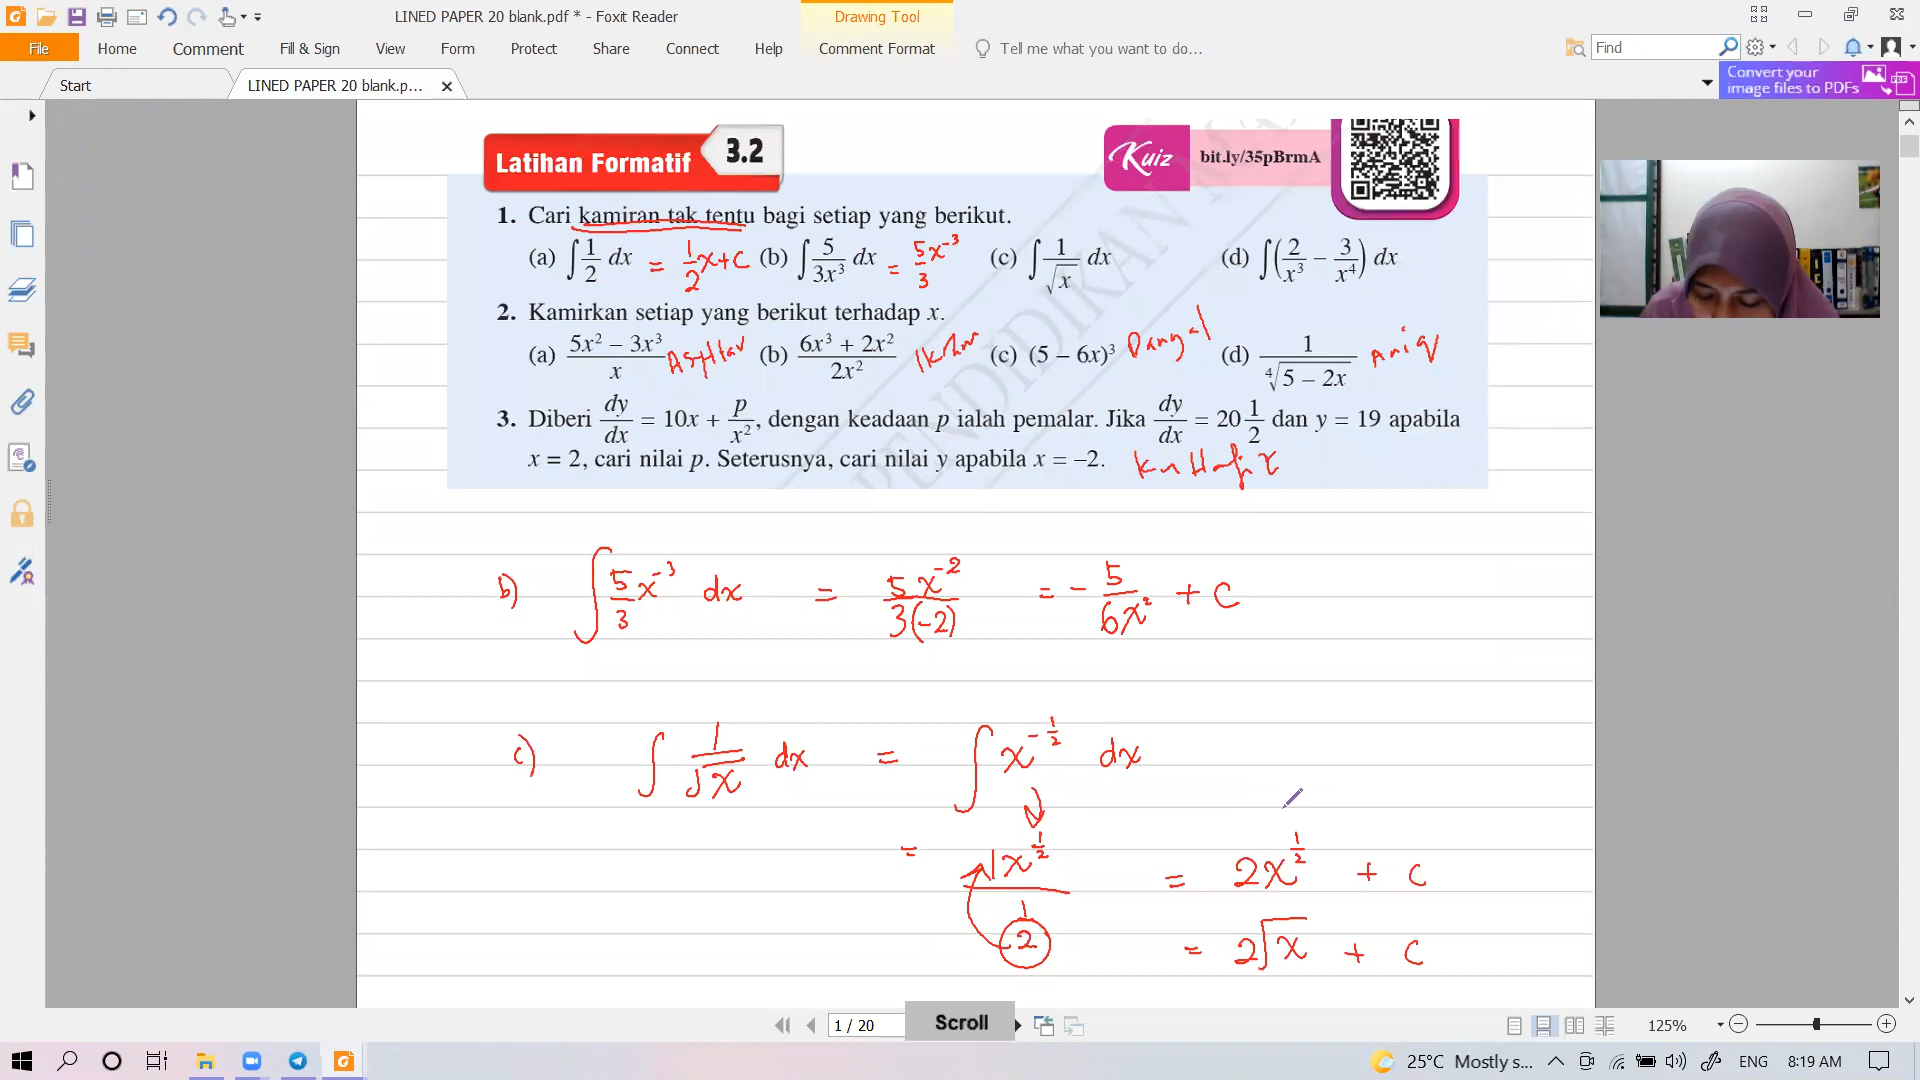 LINED PAPER 20 blank.pdf * - Foxit Reader
Drawing Tool
File Home Comment Fill & Sign View Form Protect Share Connect Help Comment Format Tell me what you want to do... Find
Start LINED PAPER 20 blank.p...
Convert your
image files to PDFs
Latihan Formatif 3.2
Kuiz bit.ly/35pBrmA
PENDIDIKAN
1. Cari kamiran tak tentu bagi setiap yang berikut.
(a) ∫ 1/2 dx = 1/2 x + c (b) ∫ 5/3x³ dx = 5/3 x⁻³ (c) ∫ 1/√x dx (d) ∫ (2/x³ − 3/x⁴) dx
2. Kamirkan setiap yang berikut terhadap x.
(a) 5x² − 3x³/x (b) 6x³ + 2x²/2x² (c) (5 − 6x)³ (d) 1/⁴√5 − 2x Aniq
3. Diberi dy/dx = 10x + p/x², dengan keadaan p ialah pemalar. Jika dy/dx = 20 1/2 dan y = 19 apabila
x = 2, cari nilai p. Seterusnya, cari nilai y apabila x = −2.
b) ∫ 5/3 x⁻³ dx = 5x⁻²/3(−2) = − 5/6x² + c
c) ∫ 1/√x dx = ∫ x^(−1/2) dx
= 1x^(1/2) / (1/2) = 2x^(1/2) + c
= 2√x + c
1 / 20 Scroll 125%
25°C Mostly s... ENG 8:19 AM